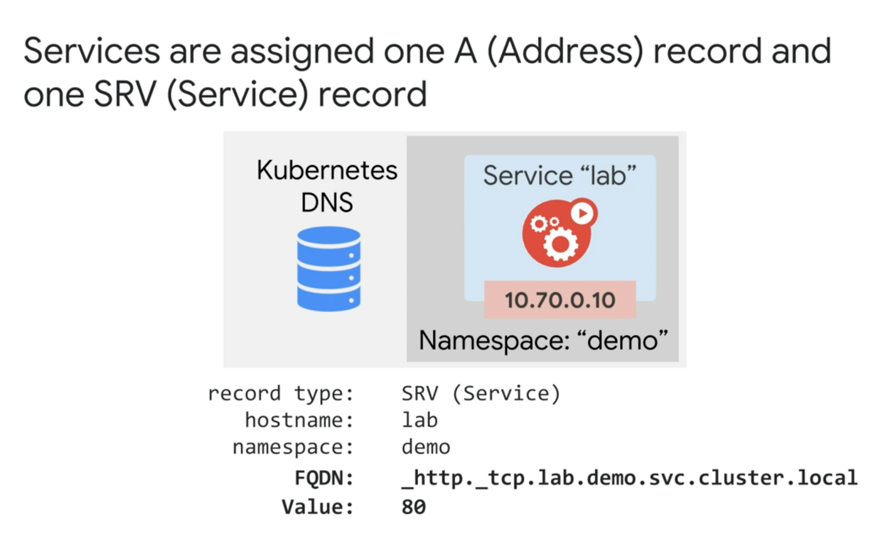 Services are assigned one A (Address) record and
one SRV (Service) record
Kubernetes
DNS
Service “lab”
10.70.0.10
Namespace: “demo”
record type: SRV (Service)
hostname: lab
namespace: demo
FQDN: _http._tcp.lab.demo.svc.cluster.local
Value: 80